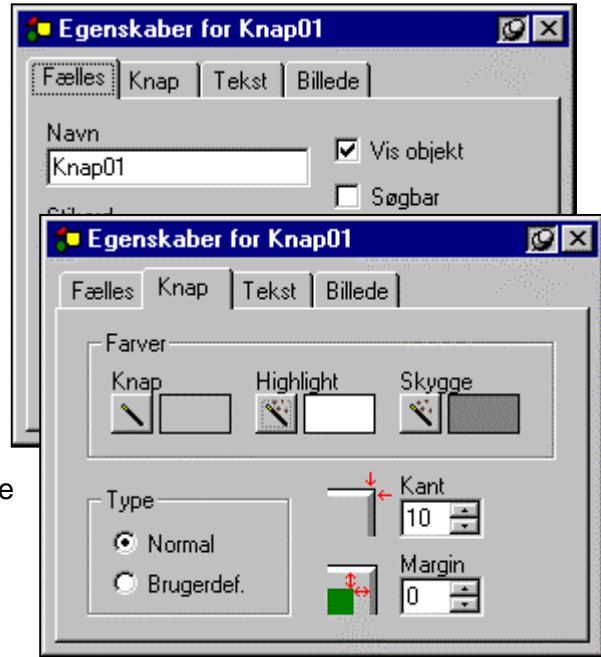 Egenskaber for Knap01
Fælles Knap Tekst Billede
Navn
Knap01
Vis objekt
Søgbar
Egenskaber for Knap01
Fælles Knap Tekst Billede
Farver
Knap Highlight Skygge
e
Type
Normal
Brugerdef.
Kant
10
Margin
0